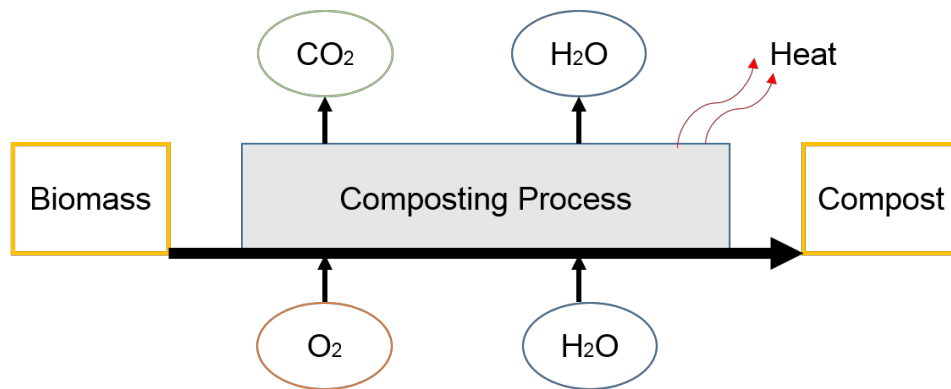 CO₂
H₂O
Heat
Biomass
Composting Process
Compost
O₂
H₂O